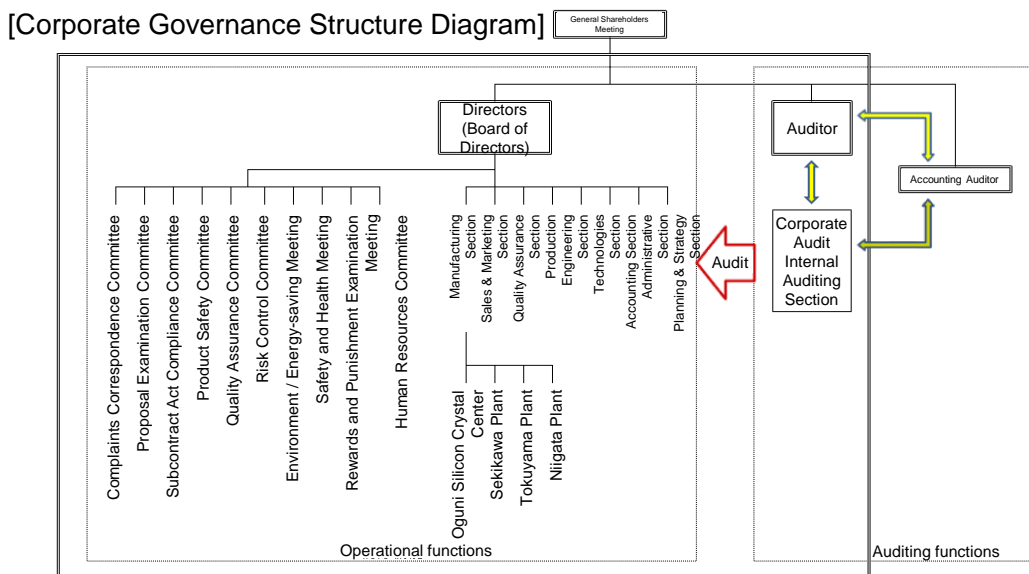 [Corporate Governance Structure Diagram]
General Shareholders
Meeting
Directors
(Board of
Directors)
Auditor
Accounting Auditor
Corporate
Audit
Internal
Auditing
Section
Audit
Complaints Correspondence Committee
Proposal Examination Committee
Subcontract Act Compliance Committee
Product Safety Committee
Quality Assurance Committee
Risk Control Committee
Environment / Energy-saving Meeting
Safety and Health Meeting
Rewards and Punishment Examination
Meeting
Human Resources Committee
Manufacturing
Section
Sales & Marketing
Section
Quality Assurance
Section
Production
Engineering
Section
Technologies
Section
Accounting Section
Administrative
Section
Planning & Strategy
Section
Oguni Silicon Crystal
Center
Sekikawa Plant
Tokuyama Plant
Niigata Plant
Operational functions
Auditing functions